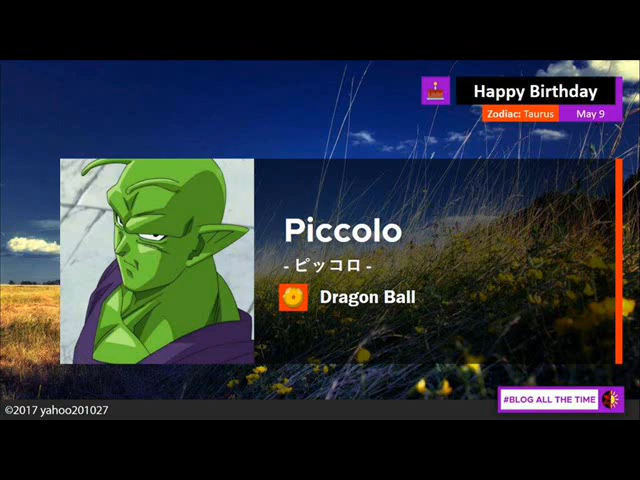 Happy Birthday
Zodiac: Taurus May 9
Piccolo
- ピッコロ -
Dragon Ball
#BLOG ALL THE TIME
©2017 yahoo201027